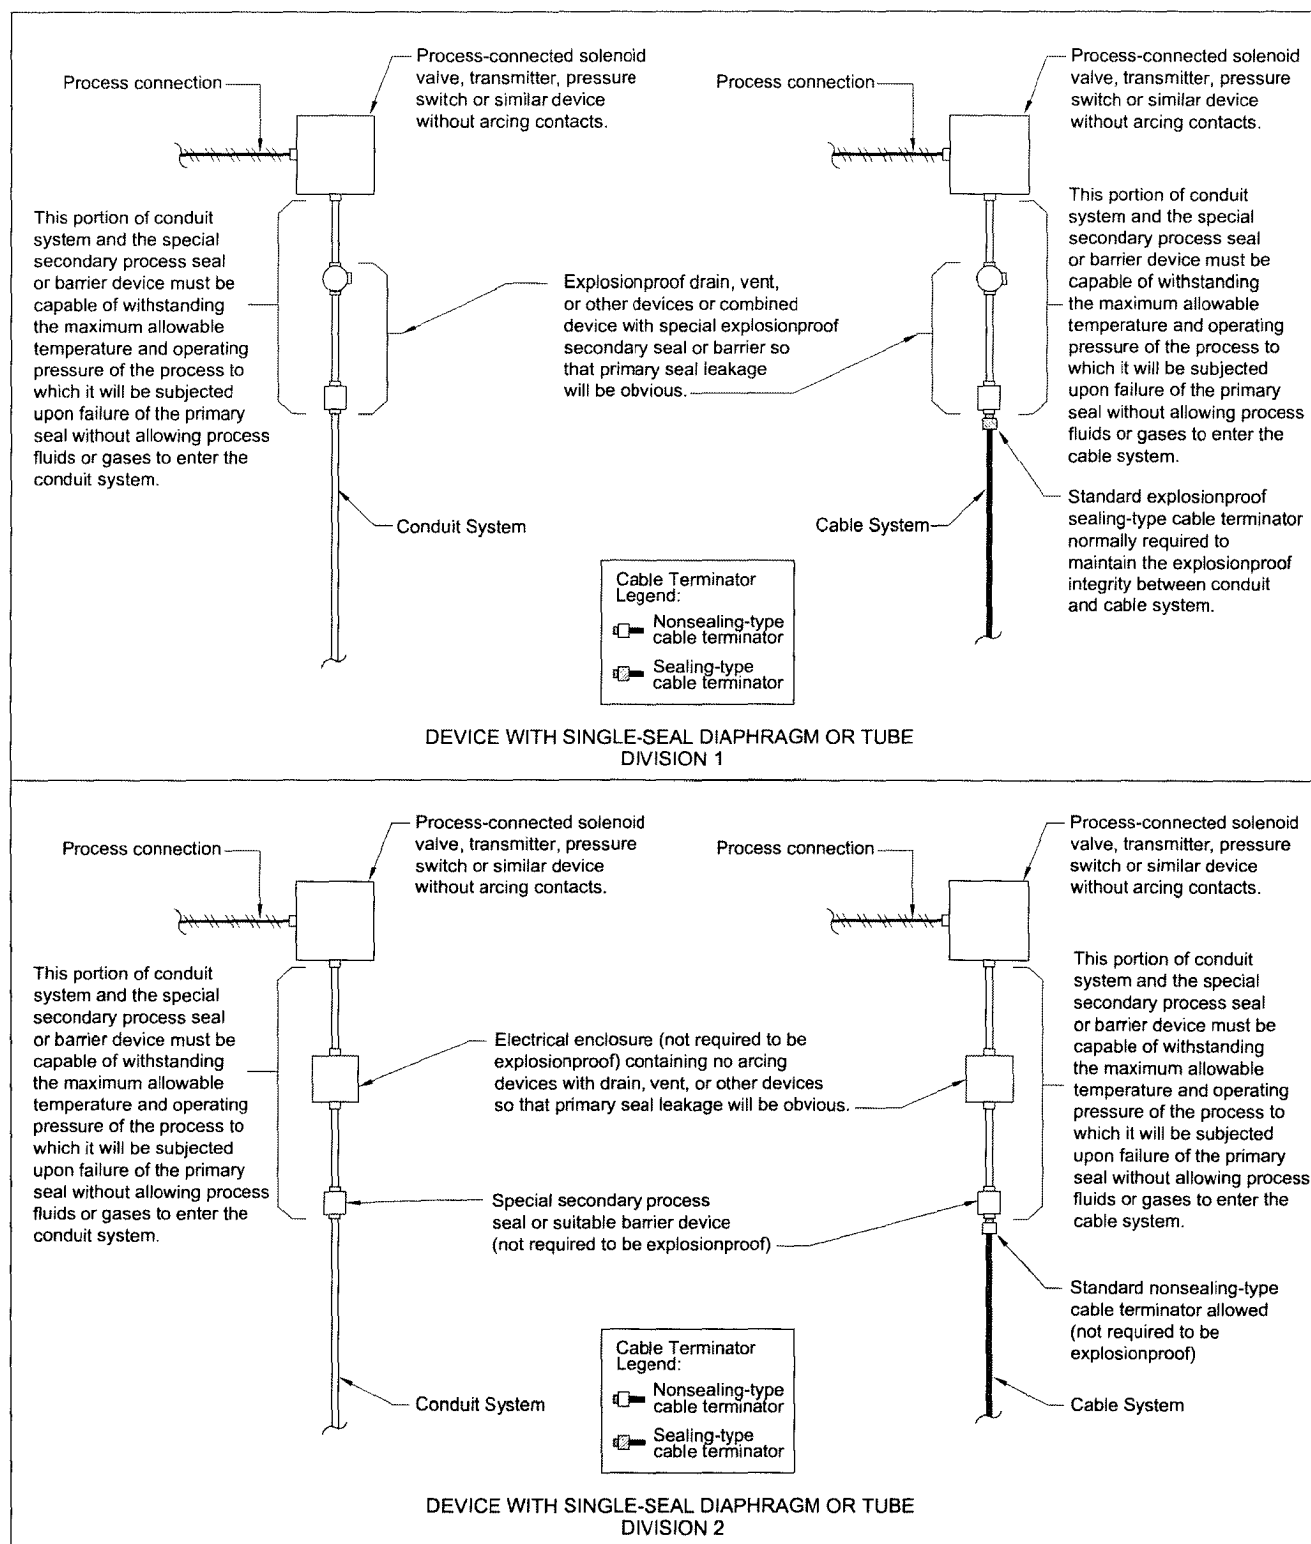 Process connection
Process-connected solenoid
valve, transmitter, pressure
switch or similar device
without arcing contacts.
This portion of conduit
system and the special
secondary process seal
or barrier device must be
capable of withstanding
the maximum allowable
temperature and operating
pressure of the process to
which it will be subjected
upon failure of the primary
seal without allowing process
fluids or gases to enter the
conduit system.
Explosionproof drain, vent,
or other devices or combined
device with special explosionproof
secondary seal or barrier so
that primary seal leakage
will be obvious.
Conduit System
Process connection
Process-connected solenoid
valve, transmitter, pressure
switch or similar device
without arcing contacts.
This portion of conduit
system and the special
secondary process seal
or barrier device must be
capable of withstanding
the maximum allowable
temperature and operating
pressure of the process to
which it will be subjected
upon failure of the primary
seal without allowing process
fluids or gases to enter the
cable system.
Cable System
Standard explosionproof
sealing-type cable terminator
normally required to
maintain the explosionproof
integrity between conduit
and cable system.
Cable Terminator
Legend:
Nonsealing-type
cable terminator
Sealing-type
cable terminator
DEVICE WITH SINGLE-SEAL DIAPHRAGM OR TUBE
DIVISION 1
Process connection
Process-connected solenoid
valve, transmitter, pressure
switch or similar device
without arcing contacts.
This portion of conduit
system and the special
secondary process seal
or barrier device must be
capable of withstanding
the maximum allowable
temperature and operating
pressure of the process to
which it will be subjected
upon failure of the primary
seal without allowing process
fluids or gases to enter the
conduit system.
Electrical enclosure (not required to be
explosionproof) containing no arcing
devices with drain, vent, or other devices
so that primary seal leakage will be obvious.
Special secondary process
seal or suitable barrier device
(not required to be explosionproof)
Conduit System
Process connection
Process-connected solenoid
valve, transmitter, pressure
switch or similar device
without arcing contacts.
This portion of conduit
system and the special
secondary process seal
or barrier device must be
capable of withstanding
the maximum allowable
temperature and operating
pressure of the process to
which it will be subjected
upon failure of the primary
seal without allowing process
fluids or gases to enter the
cable system.
Standard nonsealing-type
cable terminator allowed
(not required to be
explosionproof)
Cable System
Cable Terminator
Legend:
Nonsealing-type
cable terminator
Sealing-type
cable terminator
DEVICE WITH SINGLE-SEAL DIAPHRAGM OR TUBE
DIVISION 2